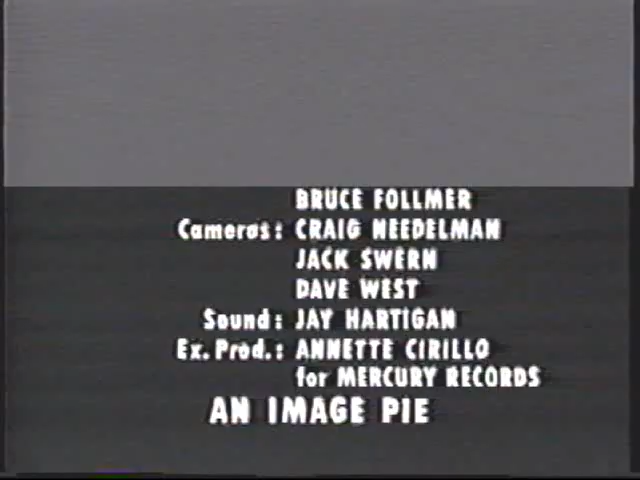 BRUCE FOLLMER
Cameras: CRAIG NEEDELMAN
JACK SWERN
DAVE WEST
Sound: JAY HARTIGAN
Ex. Prod.: ANNETTE CIRILLO
for MERCURY RECORDS
AN IMAGE PIE